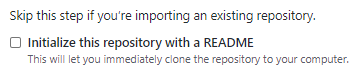 Skip this step if you're importing an existing repository.
Initialize this repository with a README
This will let you immediately clone the repository to your computer.